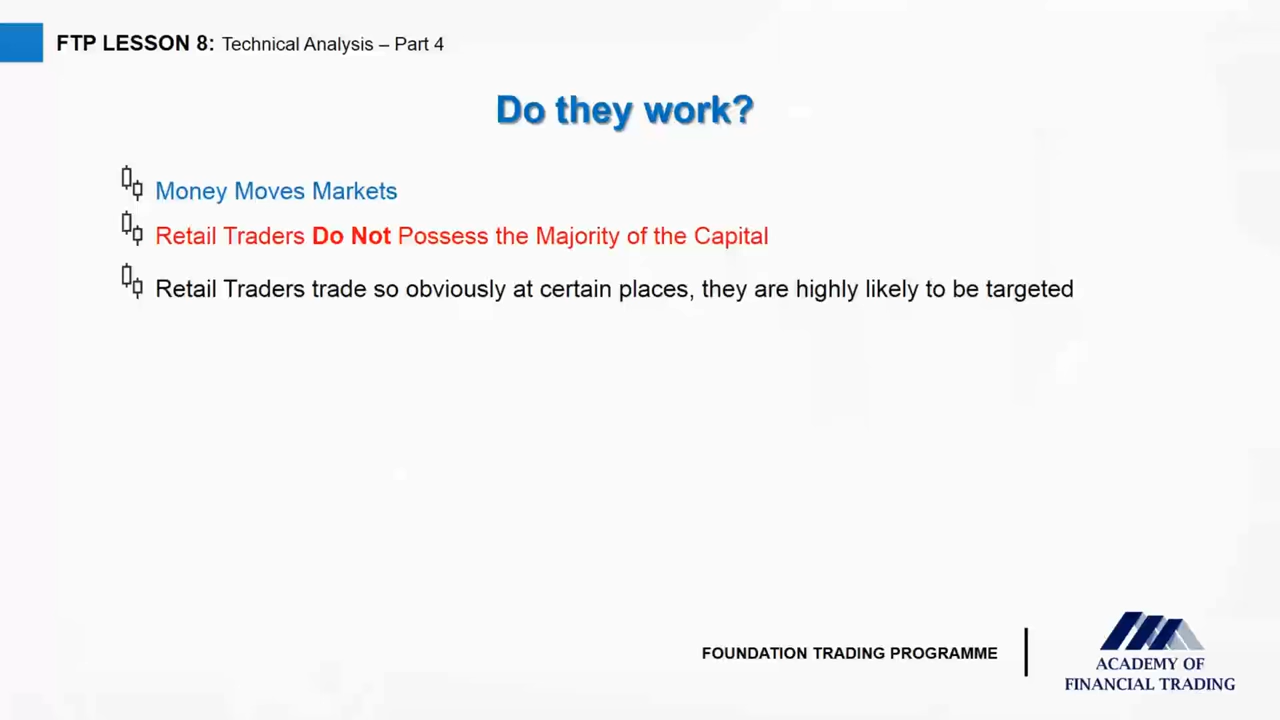 FTP LESSON 8: Technical Analysis – Part 4
Do they work?
Money Moves Markets
Retail Traders Do Not Possess the Majority of the Capital
Retail Traders trade so obviously at certain places, they are highly likely to be targeted
FOUNDATION TRADING PROGRAMME
ACADEMY OF
FINANCIAL TRADING